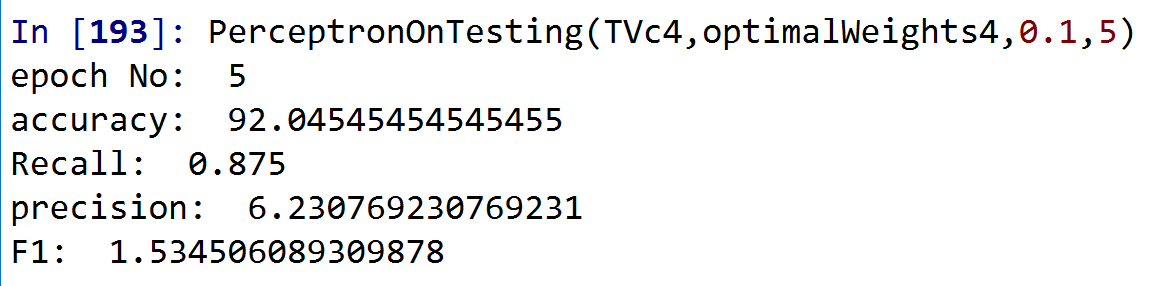 In [193]: PerceptronOnTesting(TVc4,optimalWeights4,0.1,5)
epoch No:  5
accuracy:  92.04545454545455
Recall:  0.875
precision:  6.230769230769231
F1:  1.534506089309878